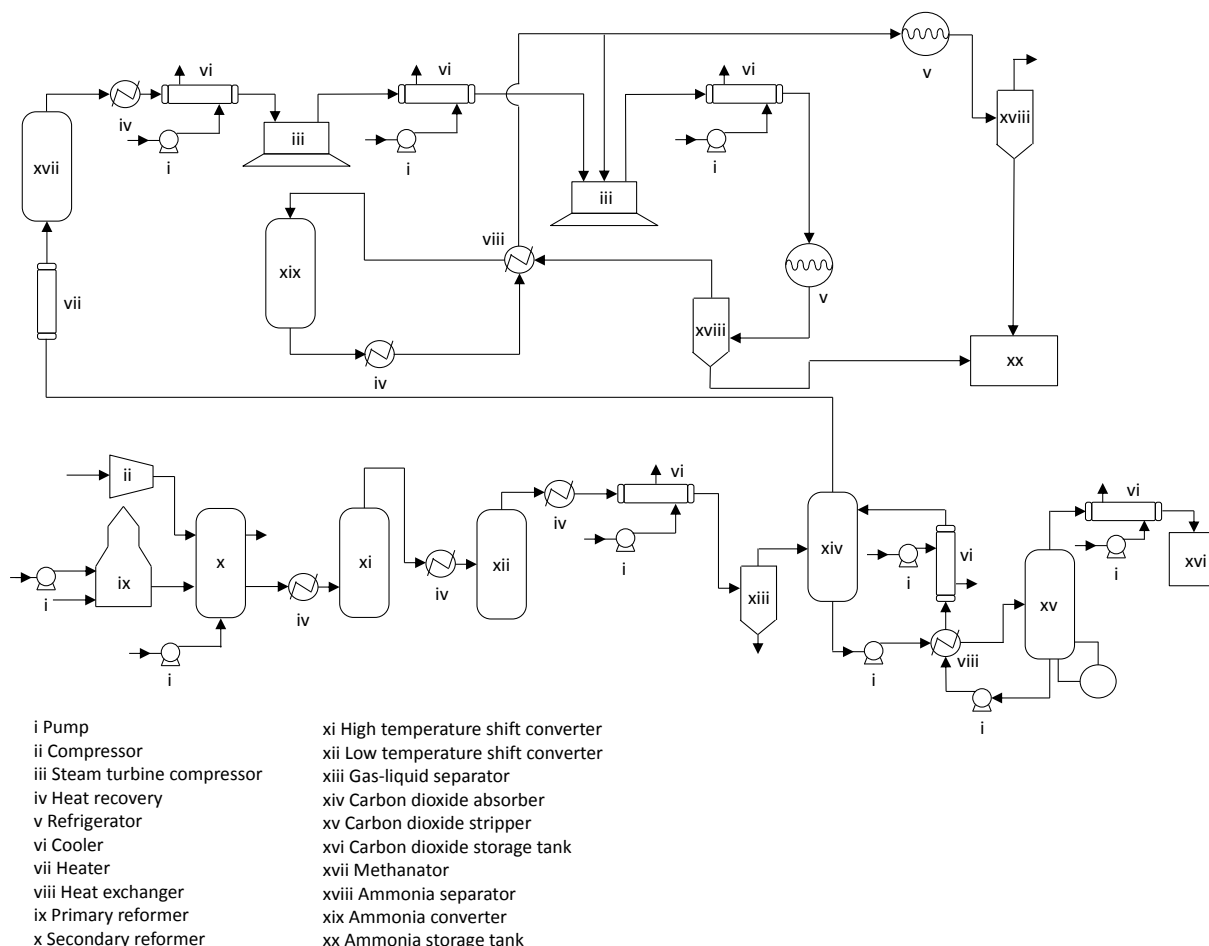 v
vi
vi
vi
xviii
iv
iii
xvii
i
i
i
iii
viii
xix
v
vii
xviii
iv
xx
ii
vi
vi
iv
xiv
vi
x
xi
xii
i
xvi
ix
i
i
i
iv
iv
xiii
xv
i
i
viii
i
i Pump
ii Compressor
iii Steam turbine compressor
iv Heat recovery
v Refrigerator
vi Cooler
vii Heater
viii Heat exchanger
ix Primary reformer
x Secondary reformer
xi High temperature shift converter
xii Low temperature shift converter
xiii Gas-liquid separator
xiv Carbon dioxide absorber
xv Carbon dioxide stripper
xvi Carbon dioxide storage tank
xvii Methanator
xviii Ammonia separator
xix Ammonia converter
xx Ammonia storage tank